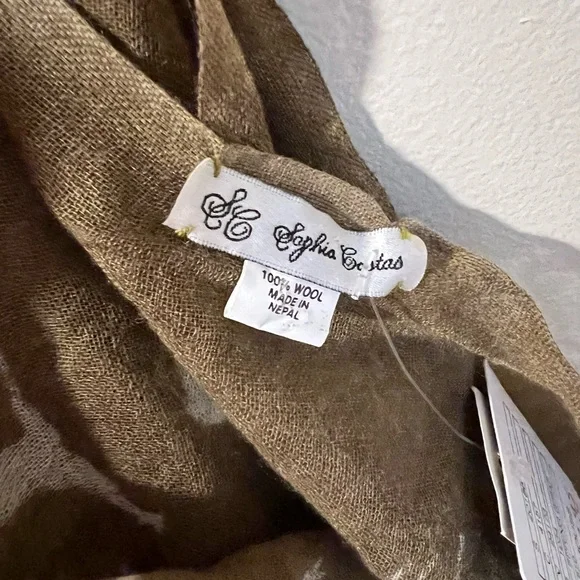 SC Sophia Costas
100% WOOL
MADE IN
NEPAL